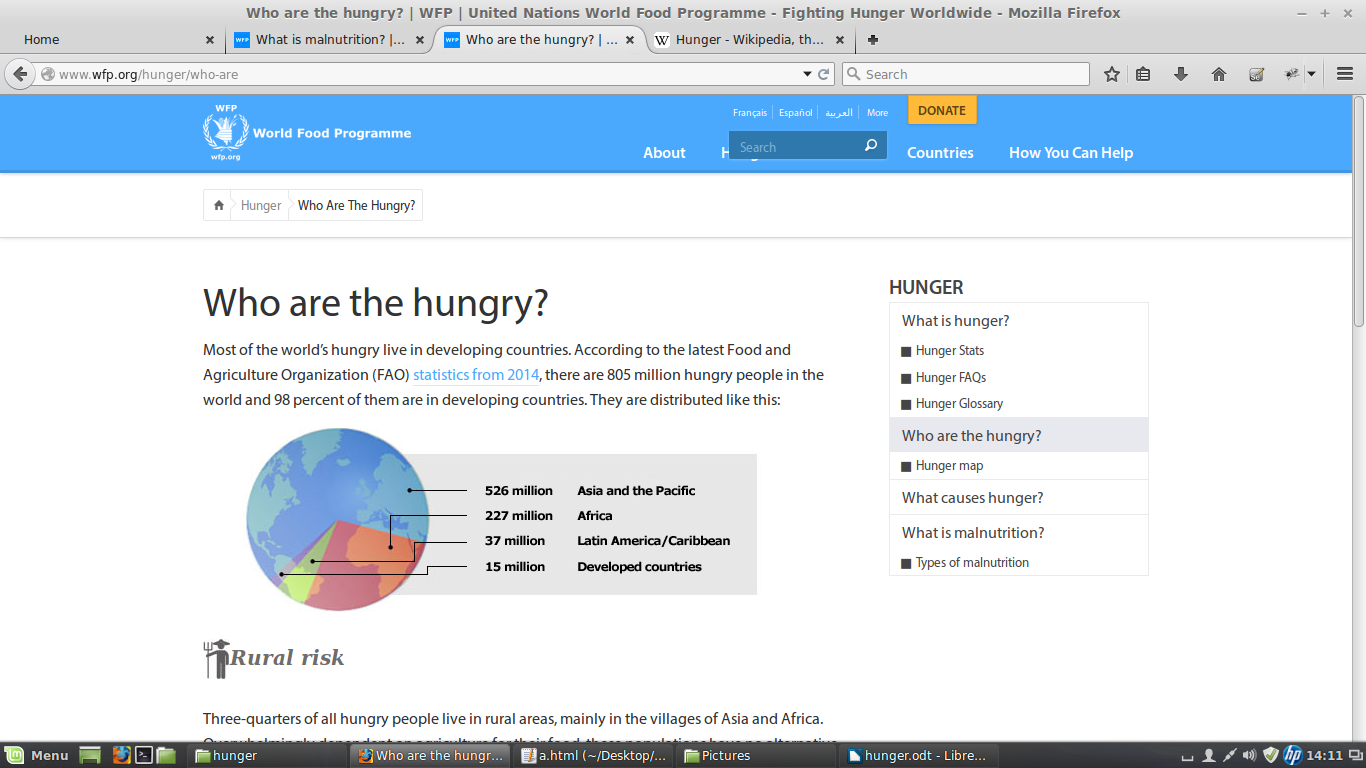 Who are the hungry? | WFP | United Nations World Food Programme - Fighting Hunger Worldwide - Mozilla Firefox
Home
What is malnutrition? |...
Who are the hungry? | ...
Hunger - Wikipedia, th...
www.wfp.org/hunger/who-are
Search
WFP
wfp.org
World Food Programme
Français
Español
العربية
More
DONATE
Search
About
Countries
How You Can Help
Hunger
Who Are The Hungry?
Who are the hungry?
Most of the world's hungry live in developing countries. According to the latest Food and
Agriculture Organization (FAO) statistics from 2014, there are 805 million hungry people in the
world and 98 percent of them are in developing countries. They are distributed like this:
526 million Asia and the Pacific
227 million Africa
37 million Latin America/Caribbean
15 million Developed countries
Rural risk
Three-quarters of all hungry people live in rural areas, mainly in the villages of Asia and Africa.
HUNGER
What is hunger?
Hunger Stats
Hunger FAQs
Hunger Glossary
Who are the hungry?
Hunger map
What causes hunger?
What is malnutrition?
Types of malnutrition
Menu
hunger
Who are the hungr...
a.html (~/Desktop/...
Pictures
hunger.odt - Libre...
hp
14:11